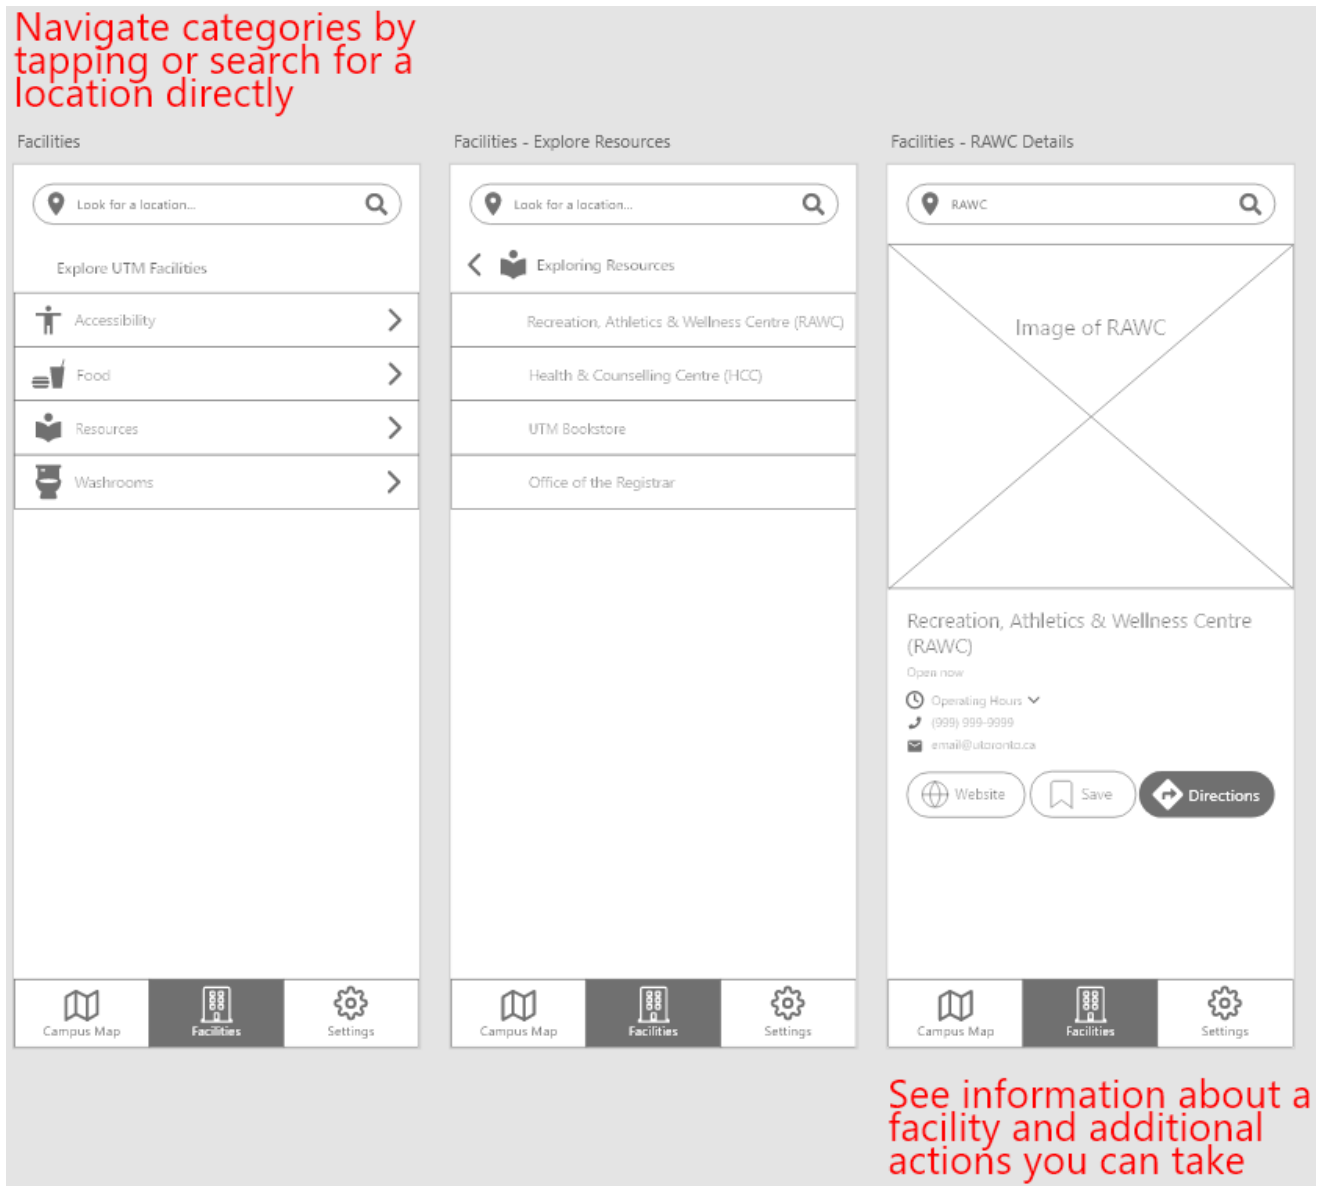 Navigate categories by
tapping or search for a
location directly
Facilities
Look for a location...
Explore UTM Facilities
Accessibility
Food
Resources
Washrooms
Campus Map
Facilities
Settings
Facilities - Explore Resources
Look for a location...
Exploring Resources
Recreation, Athletics & Wellness Centre (RAWC)
Health & Counselling Centre (HCC)
UTM Bookstore
Office of the Registrar
Campus Map
Facilities
Settings
Facilities - RAWC Details
RAWC
Image of RAWC
Recreation, Athletics & Wellness Centre
(RAWC)
Open now
Operating Hours
(999) 999-9999
email@utoronto.ca
Website
Save
Directions
Campus Map
Facilities
Settings
See information about a
facility and additional
actions you can take